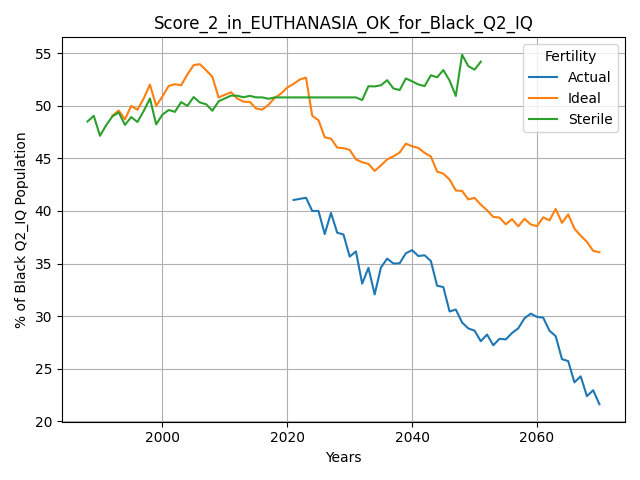 Score_2_in_EUTHANASIA_OK_for_Black_Q2_IQ
% of Black Q2_IQ Population
55
50
45
40
35
30
25
20
Fertility
Actual
Ideal
Sterile
2000
2020
2040
2060
Years